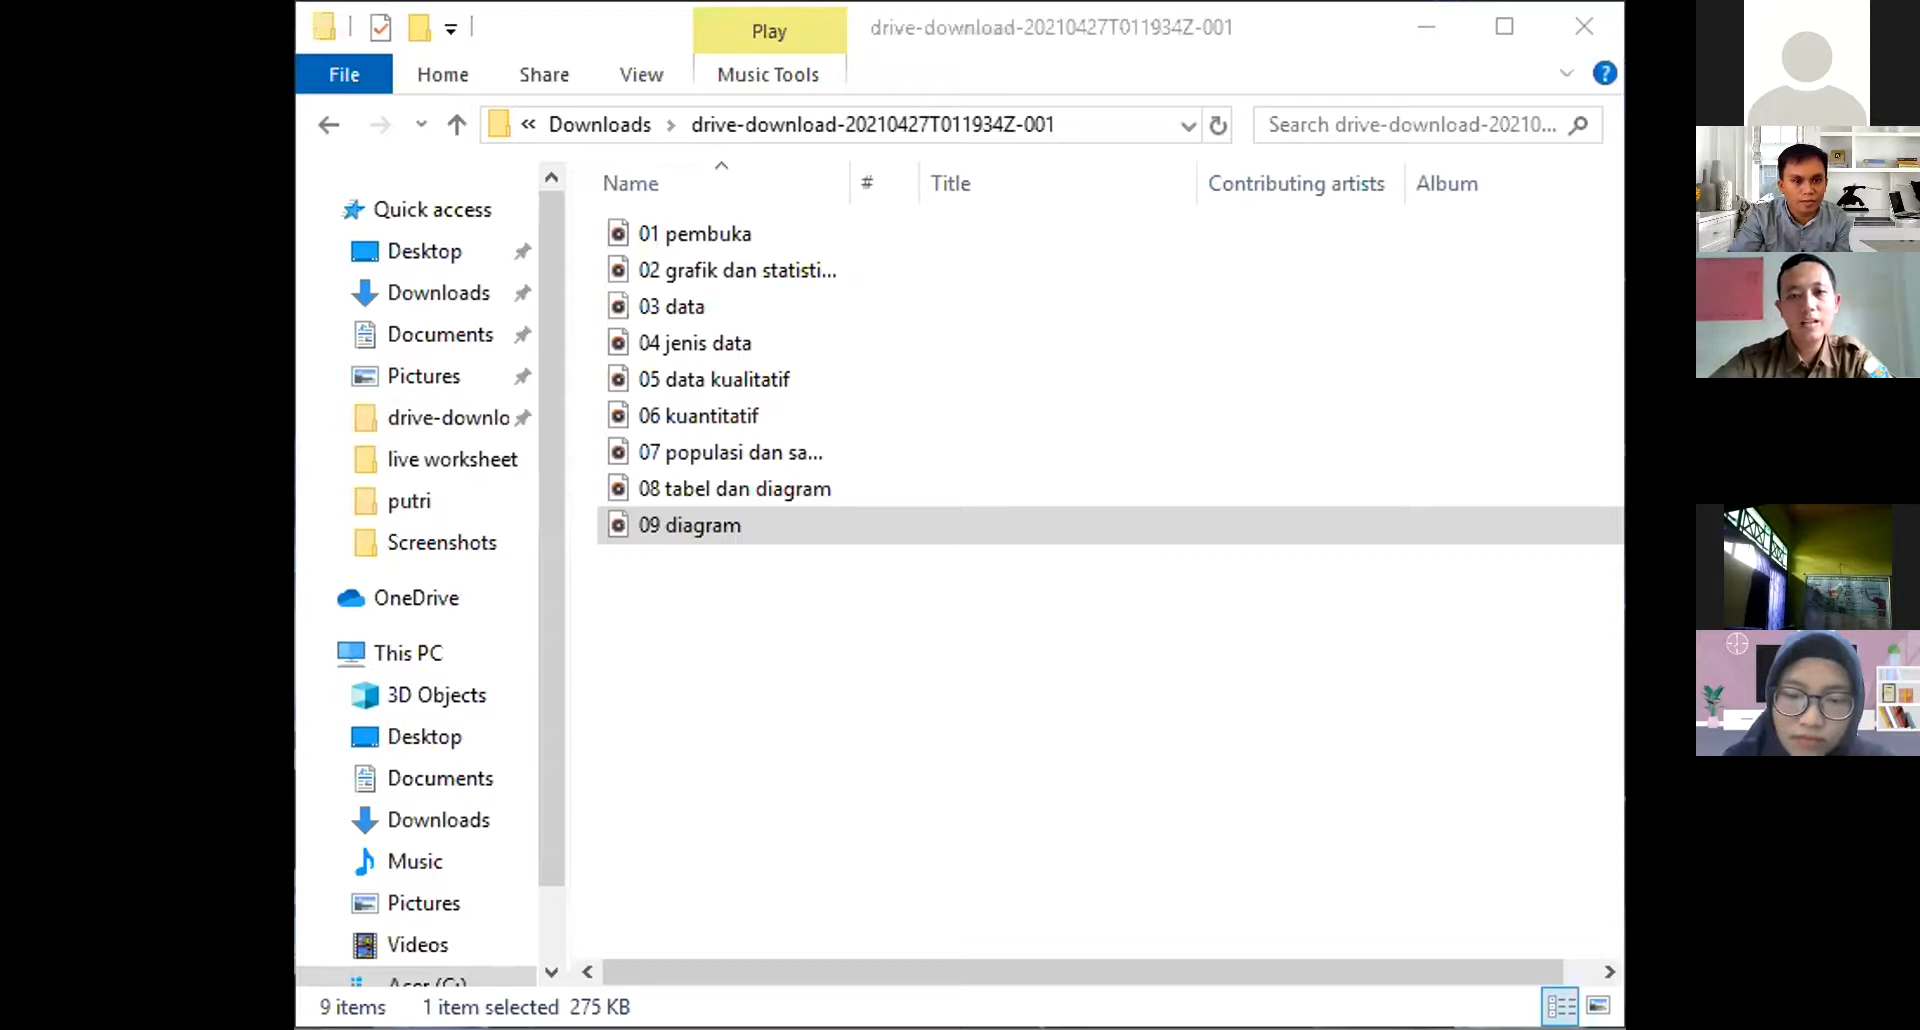 Play
drive-download-20210427T011934Z-001
File
Home
Share
View
Music Tools
?
« Downloads > drive-download-20210427T011934Z-001
Search drive-download-20210...
Name
#
Title
Contributing artists
Album
Quick access
Desktop
Downloads
Documents
Pictures
drive-downlo
live worksheet
putri
Screenshots
OneDrive
This PC
3D Objects
Desktop
Documents
Downloads
Music
Pictures
Videos
Acer (C:)
01 pembuka
02 grafik dan statisti...
03 data
04 jenis data
05 data kualitatif
06 kuantitatif
07 populasi dan sa...
08 tabel dan diagram
09 diagram
9 items
1 item selected 275 KB